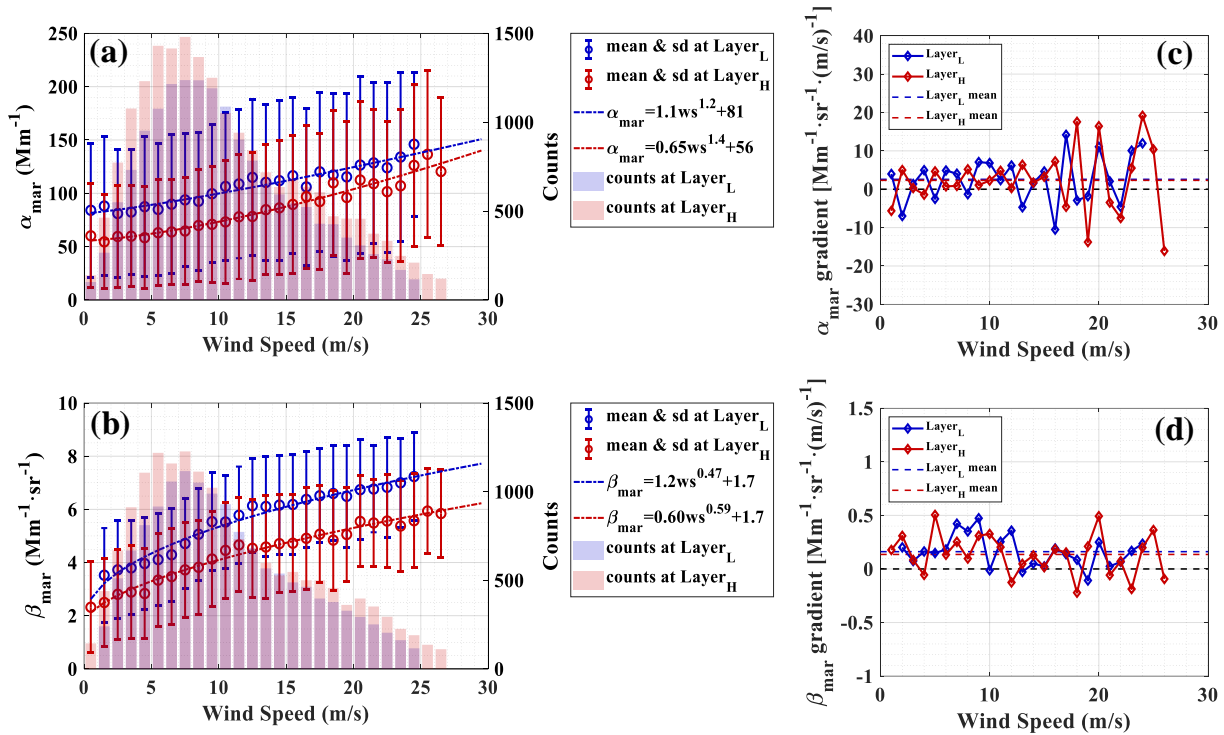 (a)
250
200
150
100
50
0
α_mar (Mm⁻¹)
1500
1000
500
0
Counts
0 5 10 15 20 25 30
Wind Speed (m/s)
mean & sd at Layer_L
mean & sd at Layer_H
α_mar=1.1ws^1.2+81
α_mar=0.65ws^1.4+56
counts at Layer_L
counts at Layer_H
(b)
10
8
6
4
2
0
β_mar (Mm⁻¹·sr⁻¹)
1500
1000
500
0
Counts
0 5 10 15 20 25 30
Wind Speed (m/s)
mean & sd at Layer_L
mean & sd at Layer_H
β_mar=1.2ws^0.47+1.7
β_mar=0.60ws^0.59+1.7
counts at Layer_L
counts at Layer_H
(c)
40
30
20
10
0
-10
-20
-30
α_mar gradient [Mm⁻¹·sr⁻¹·(m/s)⁻¹]
Layer_L
Layer_H
Layer_L mean
Layer_H mean
0 10 20 30
Wind Speed (m/s)
(d)
1.5
1
0.5
0
-0.5
-1
β_mar gradient [Mm⁻¹·sr⁻¹·(m/s)⁻¹]
Layer_L
Layer_H
Layer_L mean
Layer_H mean
0 10 20 30
Wind Speed (m/s)